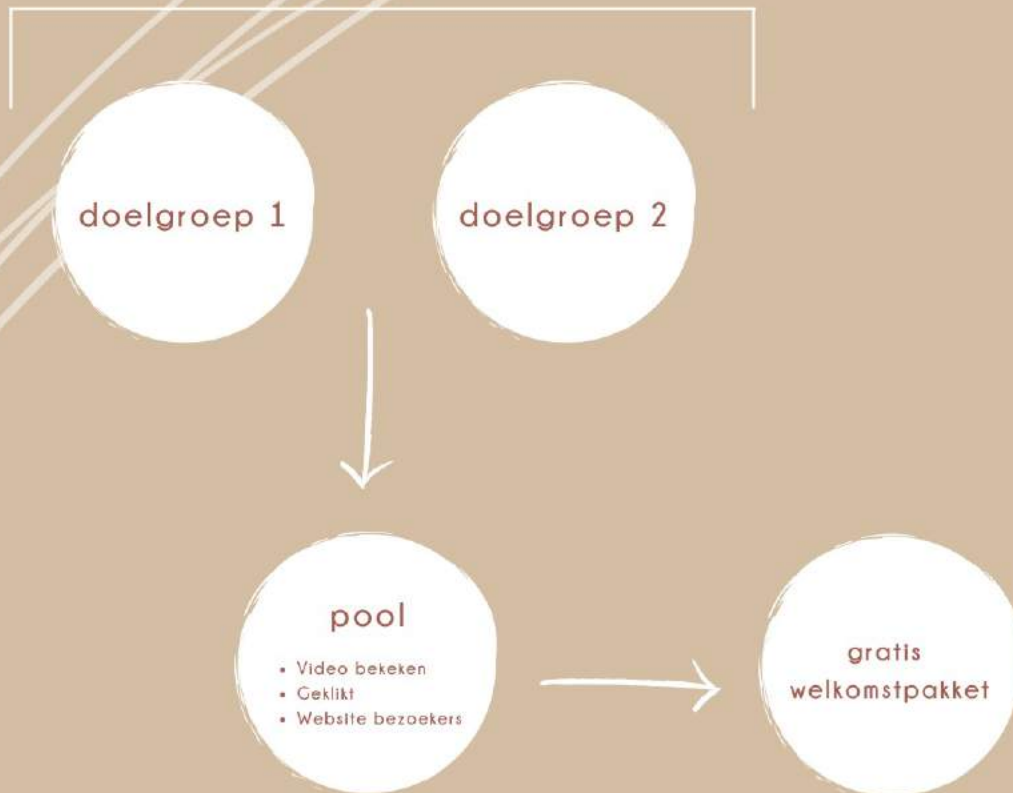 doelgroep 1
doelgroep 2
pool
• Video bekeken
• Geklikt
• Website bezoekers
gratis
welkomstpakket